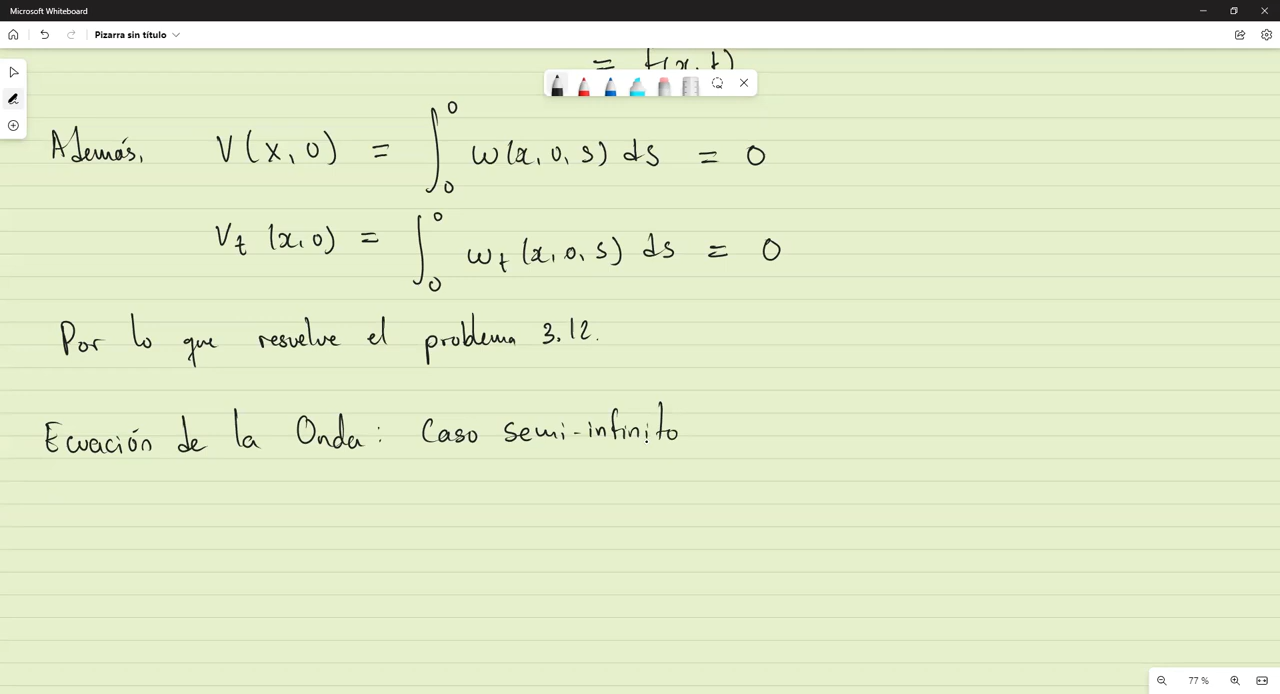 Microsoft Whiteboard
Pizarra sin título
= f(x, t)
Además, V(x, 0) = ∫₀⁰ w(x, 0, s) ds = 0
V_t (x, 0) = ∫₀⁰ w_t (x, 0, s) ds = 0
Por lo que resuelve el problema 3.12.
Ecuación de la Onda: Caso semi-infinito
77 %